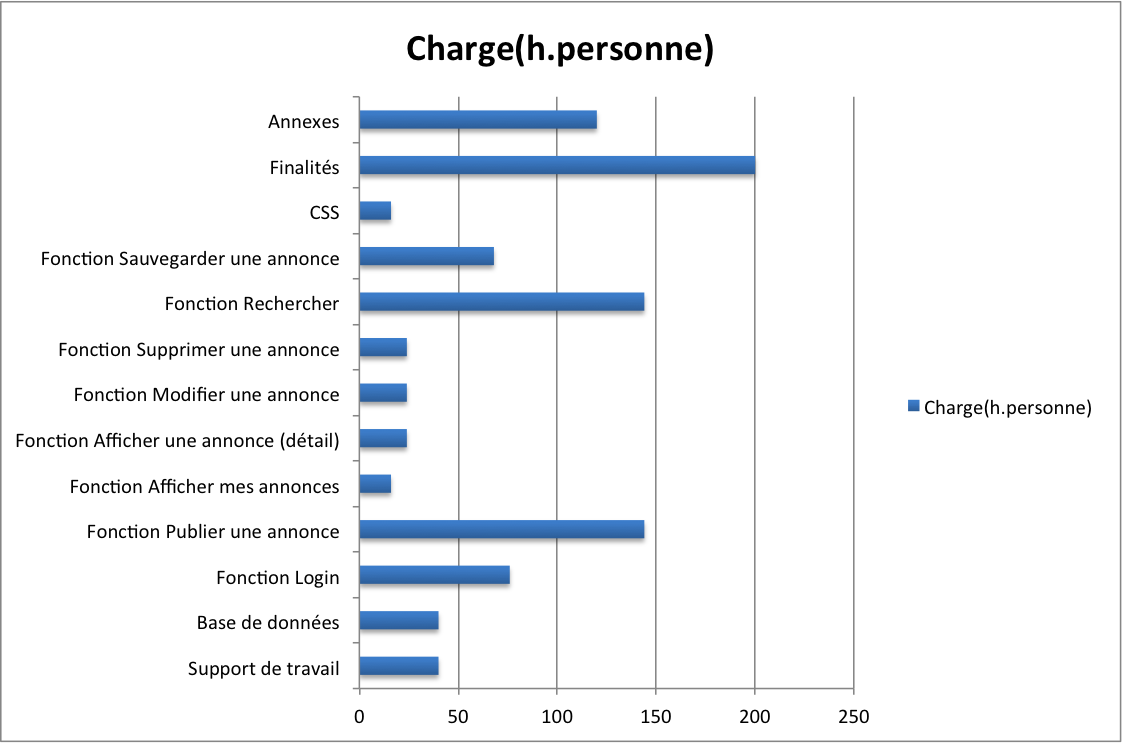 Charge(h.personne)
Annexes
Finalités
CSS
Fonction Sauvegarder une annonce
Fonction Rechercher
Fonction Supprimer une annonce
Fonction Modifier une annonce
Fonction Afficher une annonce (détail)
Fonction Afficher mes annonces
Fonction Publier une annonce
Fonction Login
Base de données
Support de travail
0 50 100 150 200 250
Charge(h.personne)